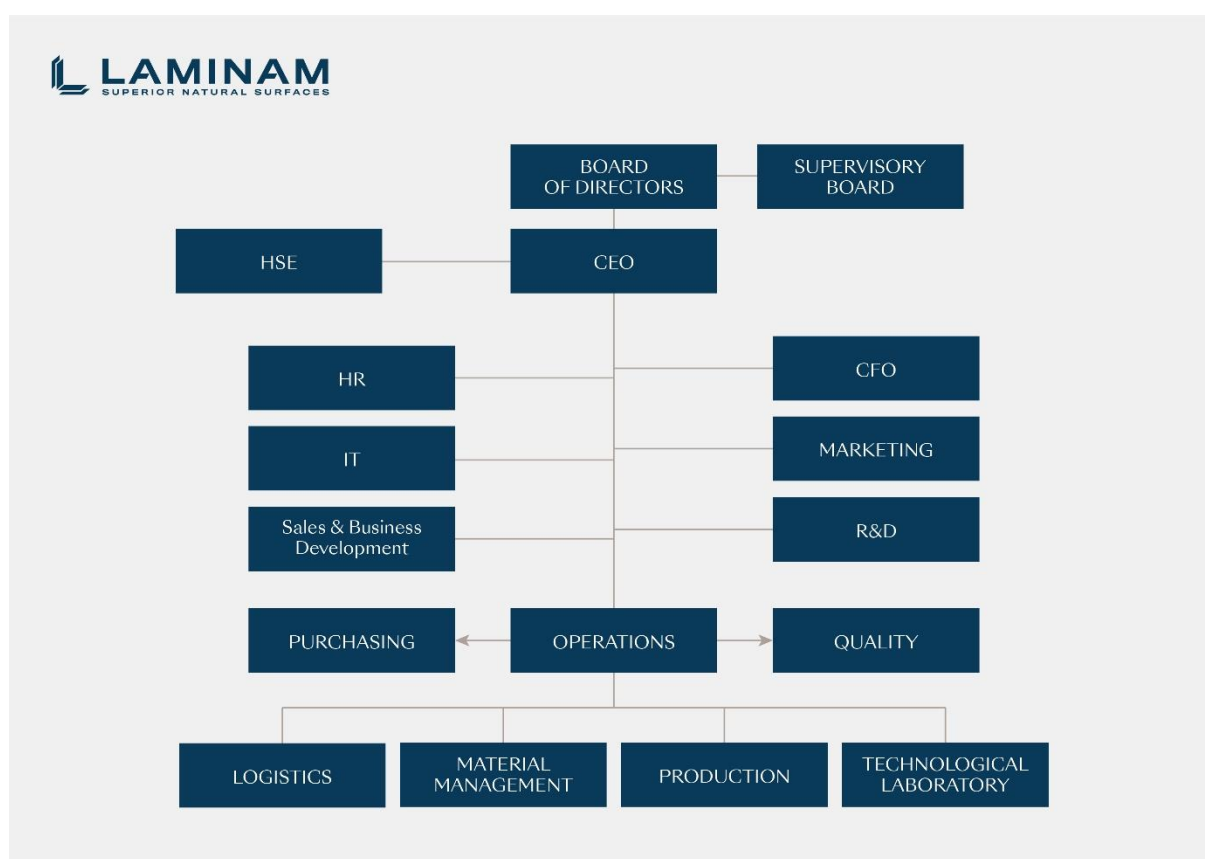 LAMINAM
SUPERIOR NATURAL SURFACES
BOARD
OF DIRECTORS
SUPERVISORY
BOARD
HSE
CEO
HR
CFO
IT
MARKETING
Sales & Business
Development
R&D
PURCHASING
OPERATIONS
QUALITY
LOGISTICS
MATERIAL
MANAGEMENT
PRODUCTION
TECHNOLOGICAL
LABORATORY